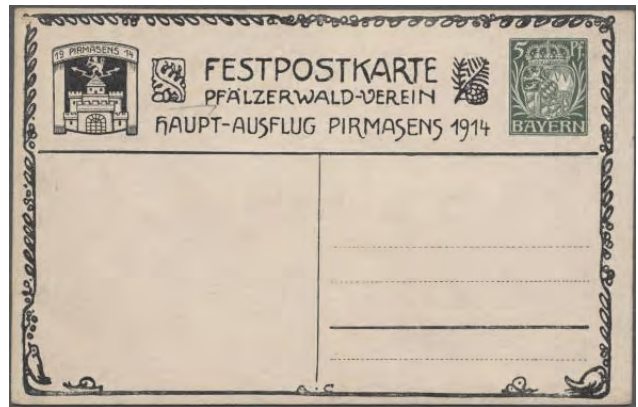 19 PIRMASENS 14
FESTPOSTKARTE
PFÄLZERWALD-VEREIN
HAUPT-AUSFLUG PIRMASENS 1914
5 PF
BAYERN